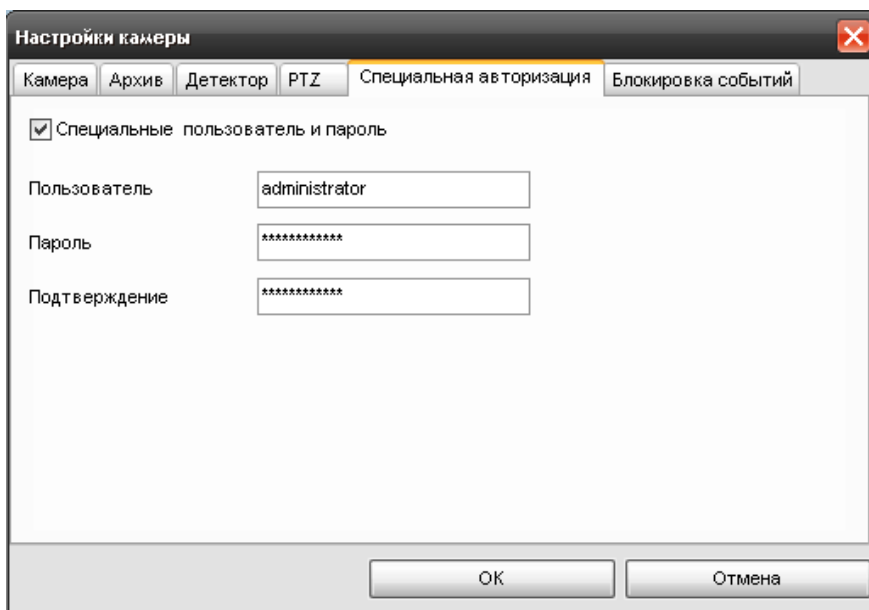 Настройки камеры
Камера Архив Детектор PTZ Специальная авторизация Блокировка событий
Специальные пользователь и пароль
Пользователь administrator
Пароль ************
Подтверждение ************
OK Отмена